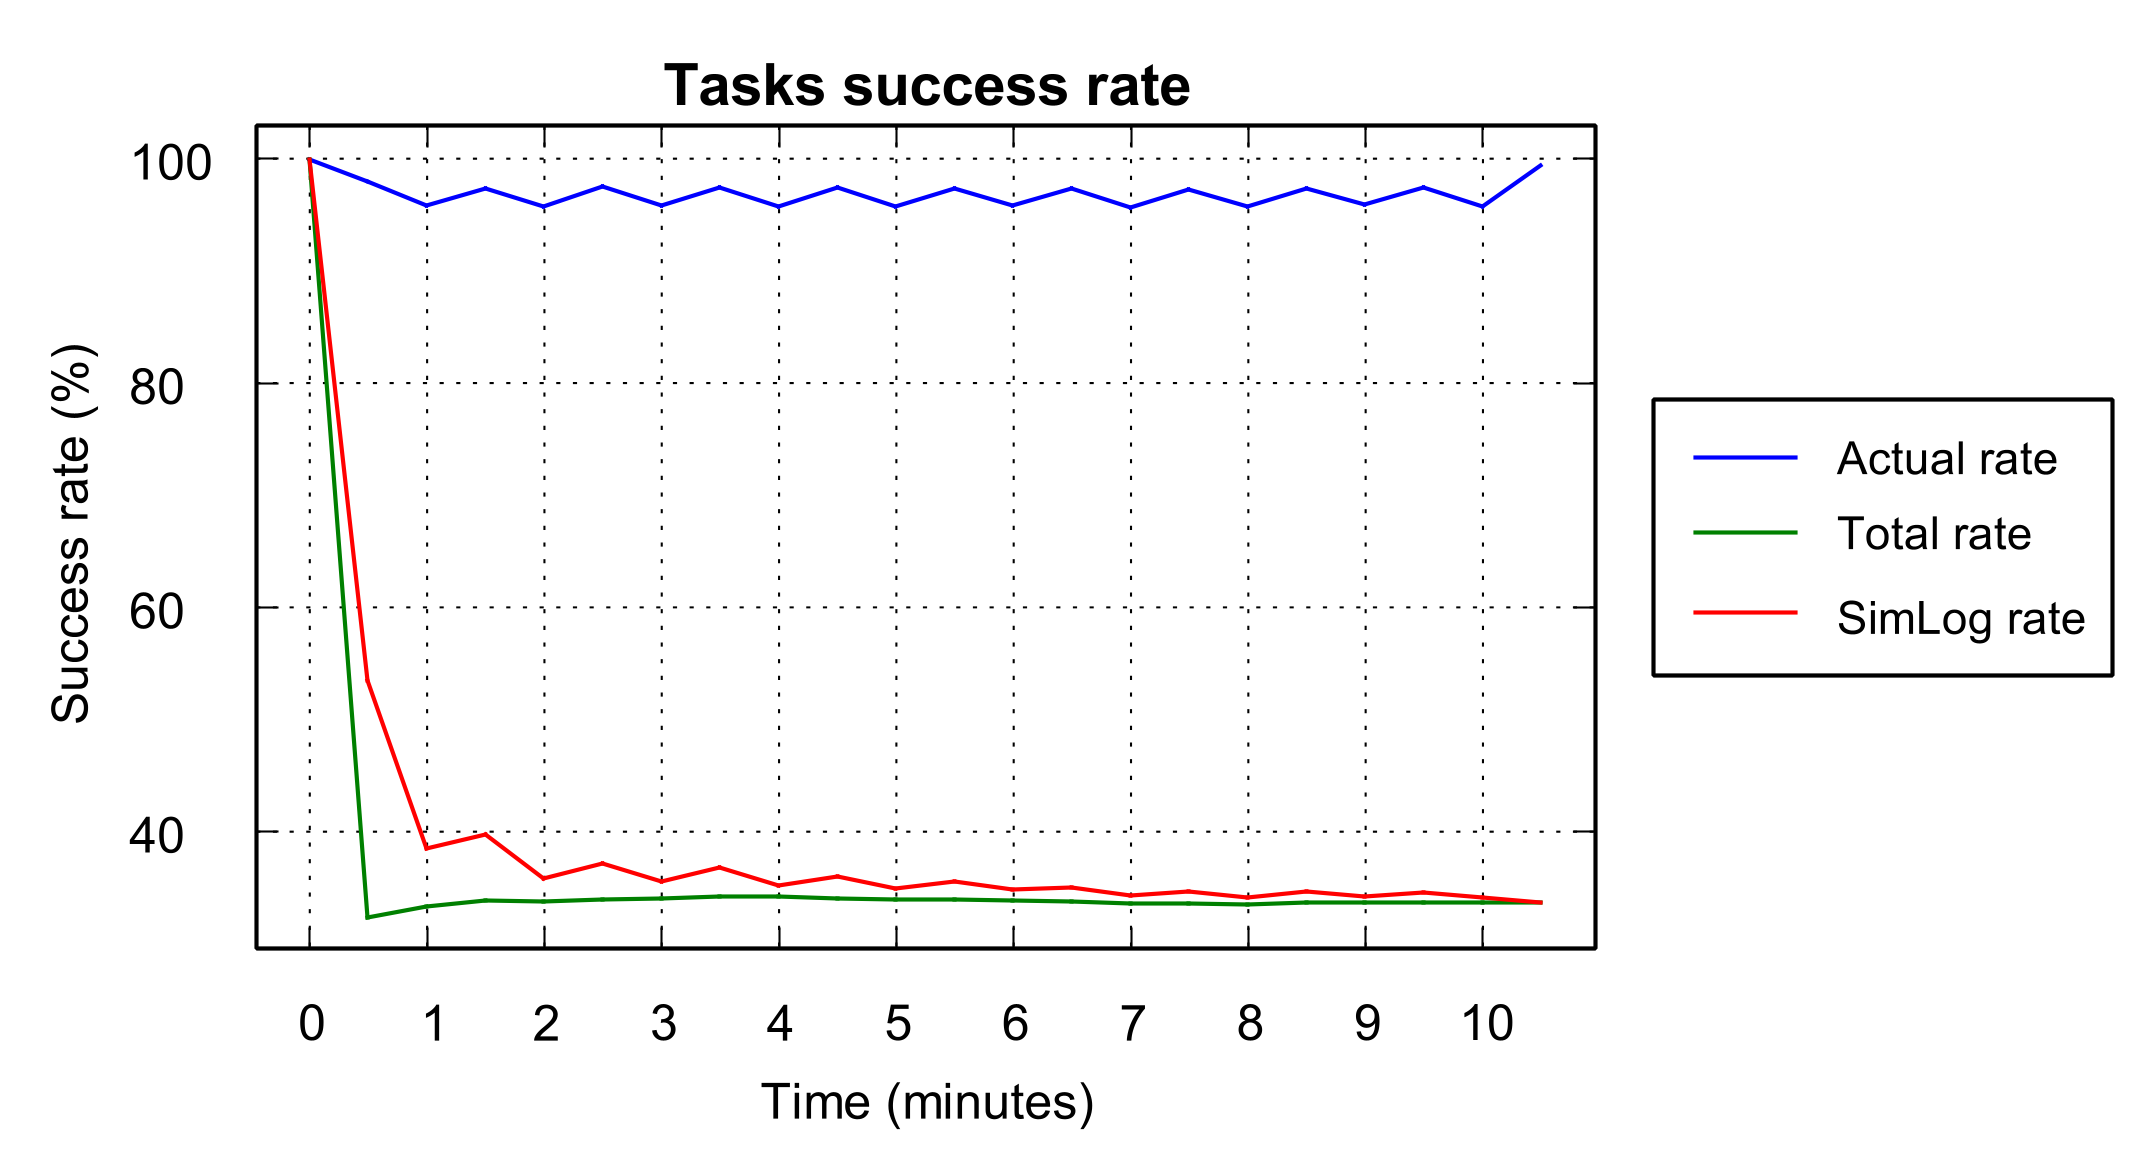 Tasks success rate
100
80
60
40
Success rate (%)
0 1 2 3 4 5 6 7 8 9 10
Time (minutes)
Actual rate
Total rate
SimLog rate